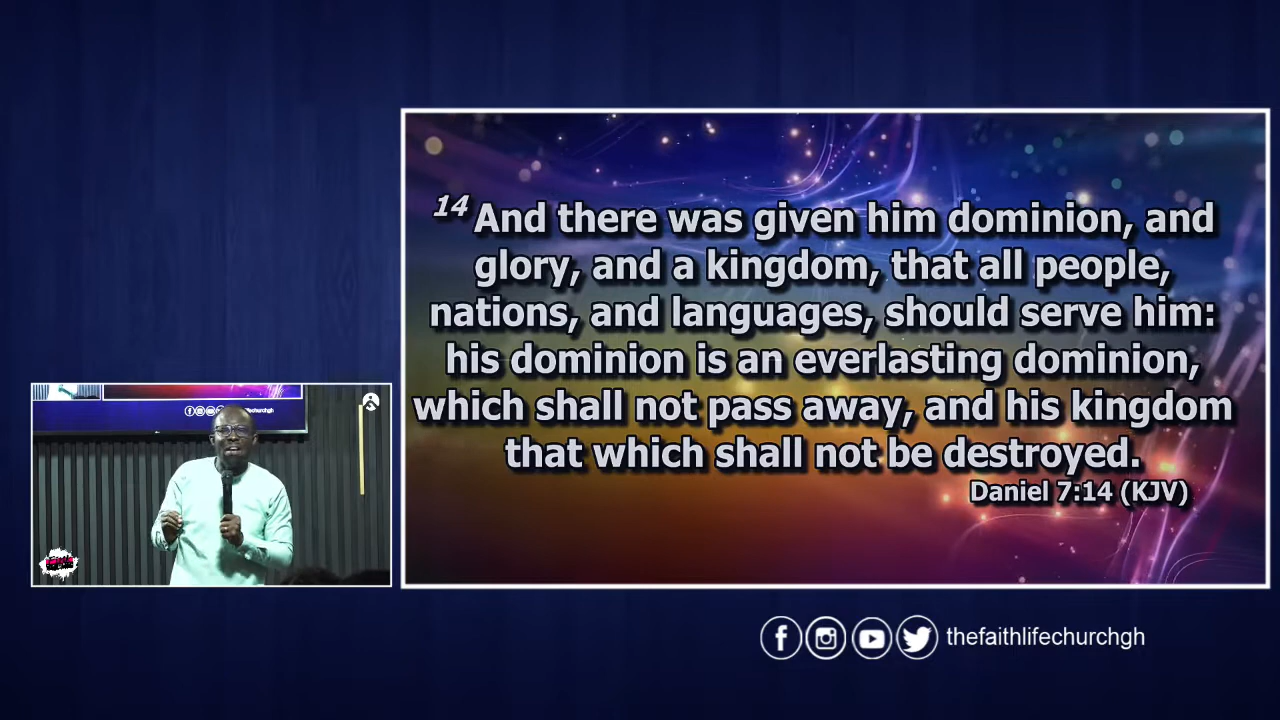 14 And there was given him dominion, and
glory, and a kingdom, that all people,
nations, and languages, should serve him:
his dominion is an everlasting dominion,
which shall not pass away, and his kingdom
that which shall not be destroyed.
Daniel 7:14 (KJV)
thefaithlifechurchgh